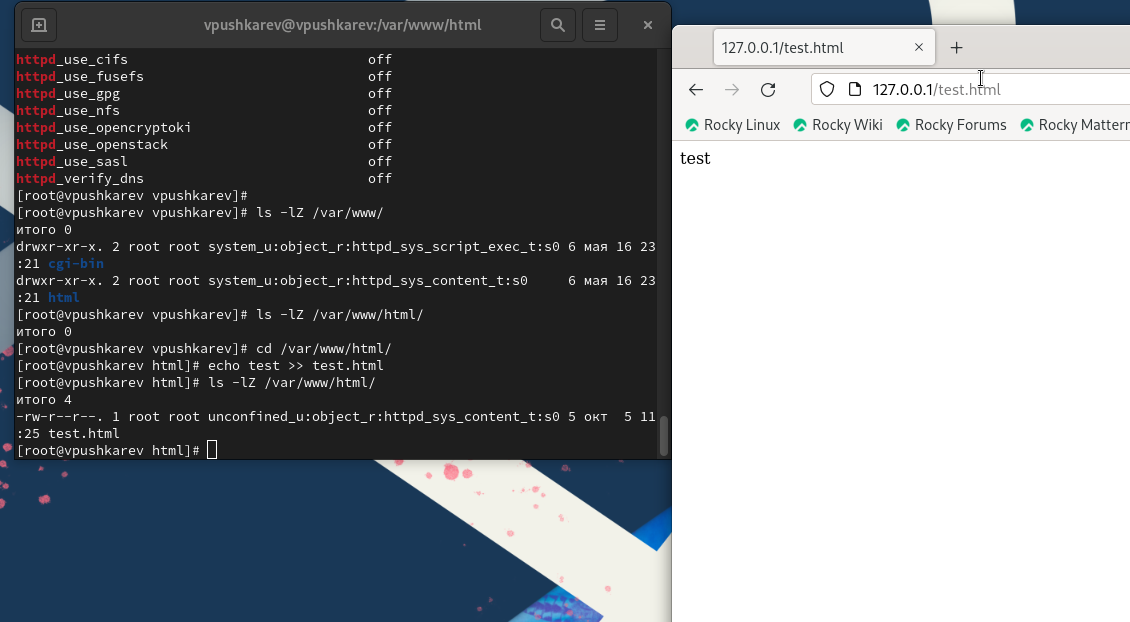 vpushkarev@vpushkarev:/var/www/html
httpd_use_cifs off
httpd_use_fusefs off
httpd_use_gpg off
httpd_use_nfs off
httpd_use_opencryptoki off
httpd_use_openstack off
httpd_use_sasl off
httpd_verify_dns off
[root@vpushkarev vpushkarev]#
[root@vpushkarev vpushkarev]# ls -lZ /var/www/
итого 0
drwxr-xr-x. 2 root root system_u:object_r:httpd_sys_script_exec_t:s0 6 мая 16 23
:21 cgi-bin
drwxr-xr-x. 2 root root system_u:object_r:httpd_sys_content_t:s0     6 мая 16 23
:21 html
[root@vpushkarev vpushkarev]# ls -lZ /var/www/html/
итого 0
[root@vpushkarev vpushkarev]# cd /var/www/html/
[root@vpushkarev html]# echo test >> test.html
[root@vpushkarev html]# ls -lZ /var/www/html/
итого 4
-rw-r--r--. 1 root root unconfined_u:object_r:httpd_sys_content_t:s0 5 окт  5 11
:25 test.html
[root@vpushkarev html]#
127.0.0.1/test.html
127.0.0.1/test.html
Rocky Linux Rocky Wiki Rocky Forums Rocky Mattern
test